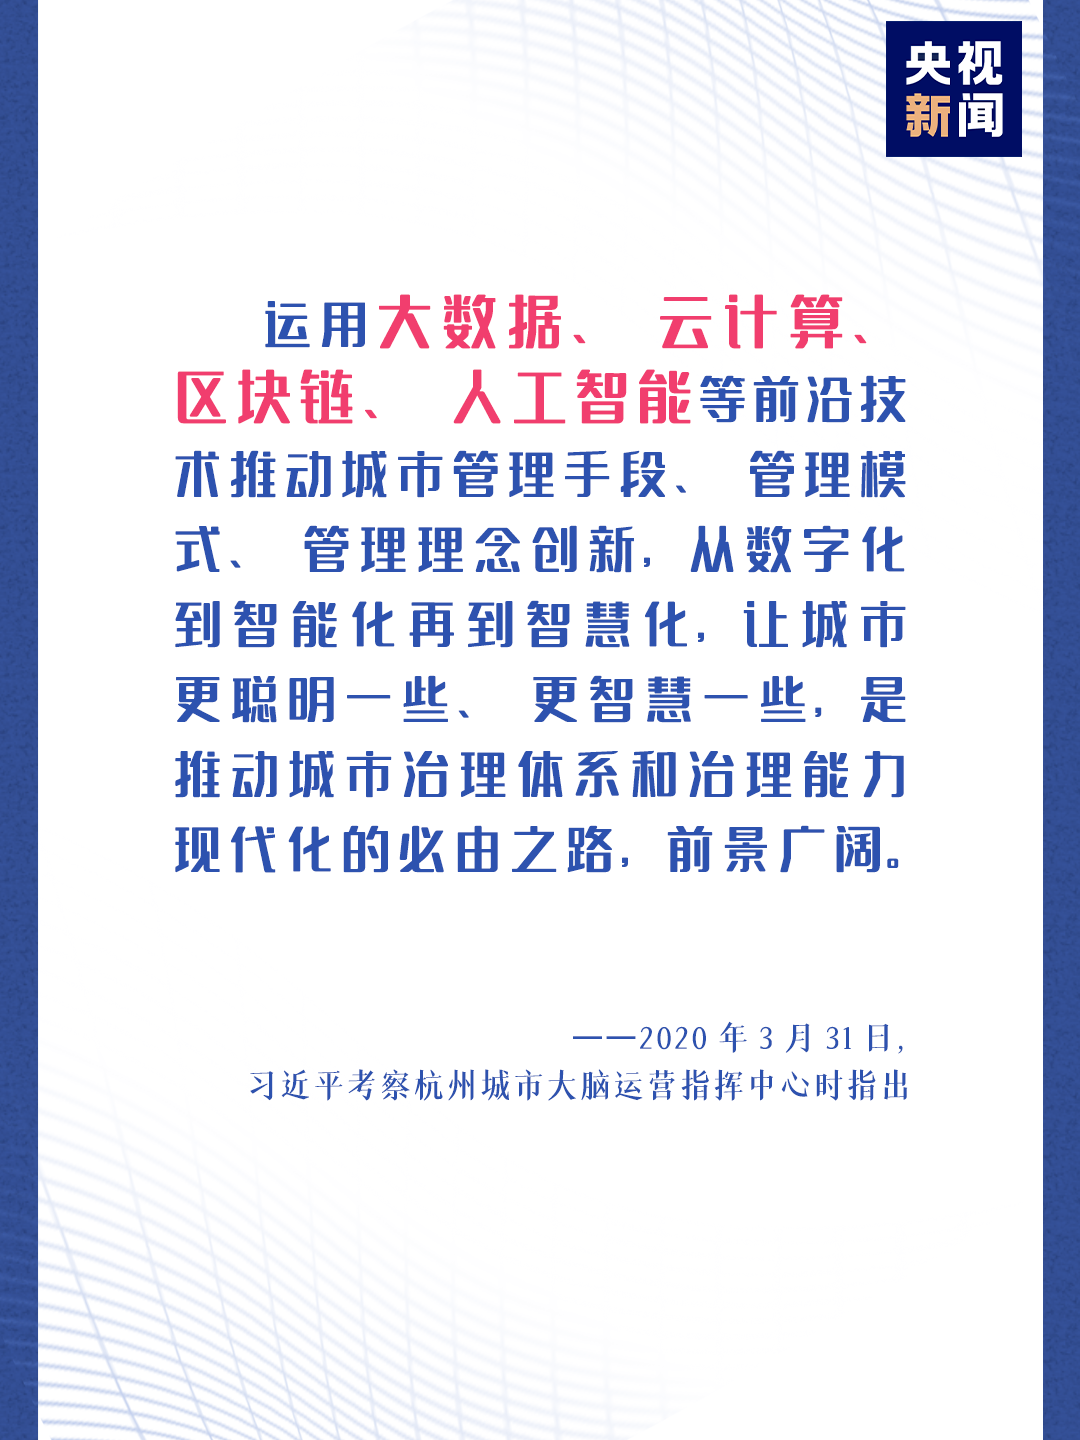 央视
新闻
运用大数据、云计算、
区块链、人工智能等前沿技
术推动城市管理手段、管理模
式、管理理念创新，从数字化
到智能化再到智慧化，让城市
更聪明一些、更智慧一些，是
推动城市治理体系和治理能力
现代化的必由之路，前景广阔。
——2020 年 3 月 31 日，
习近平考察杭州城市大脑运营指挥中心时指出